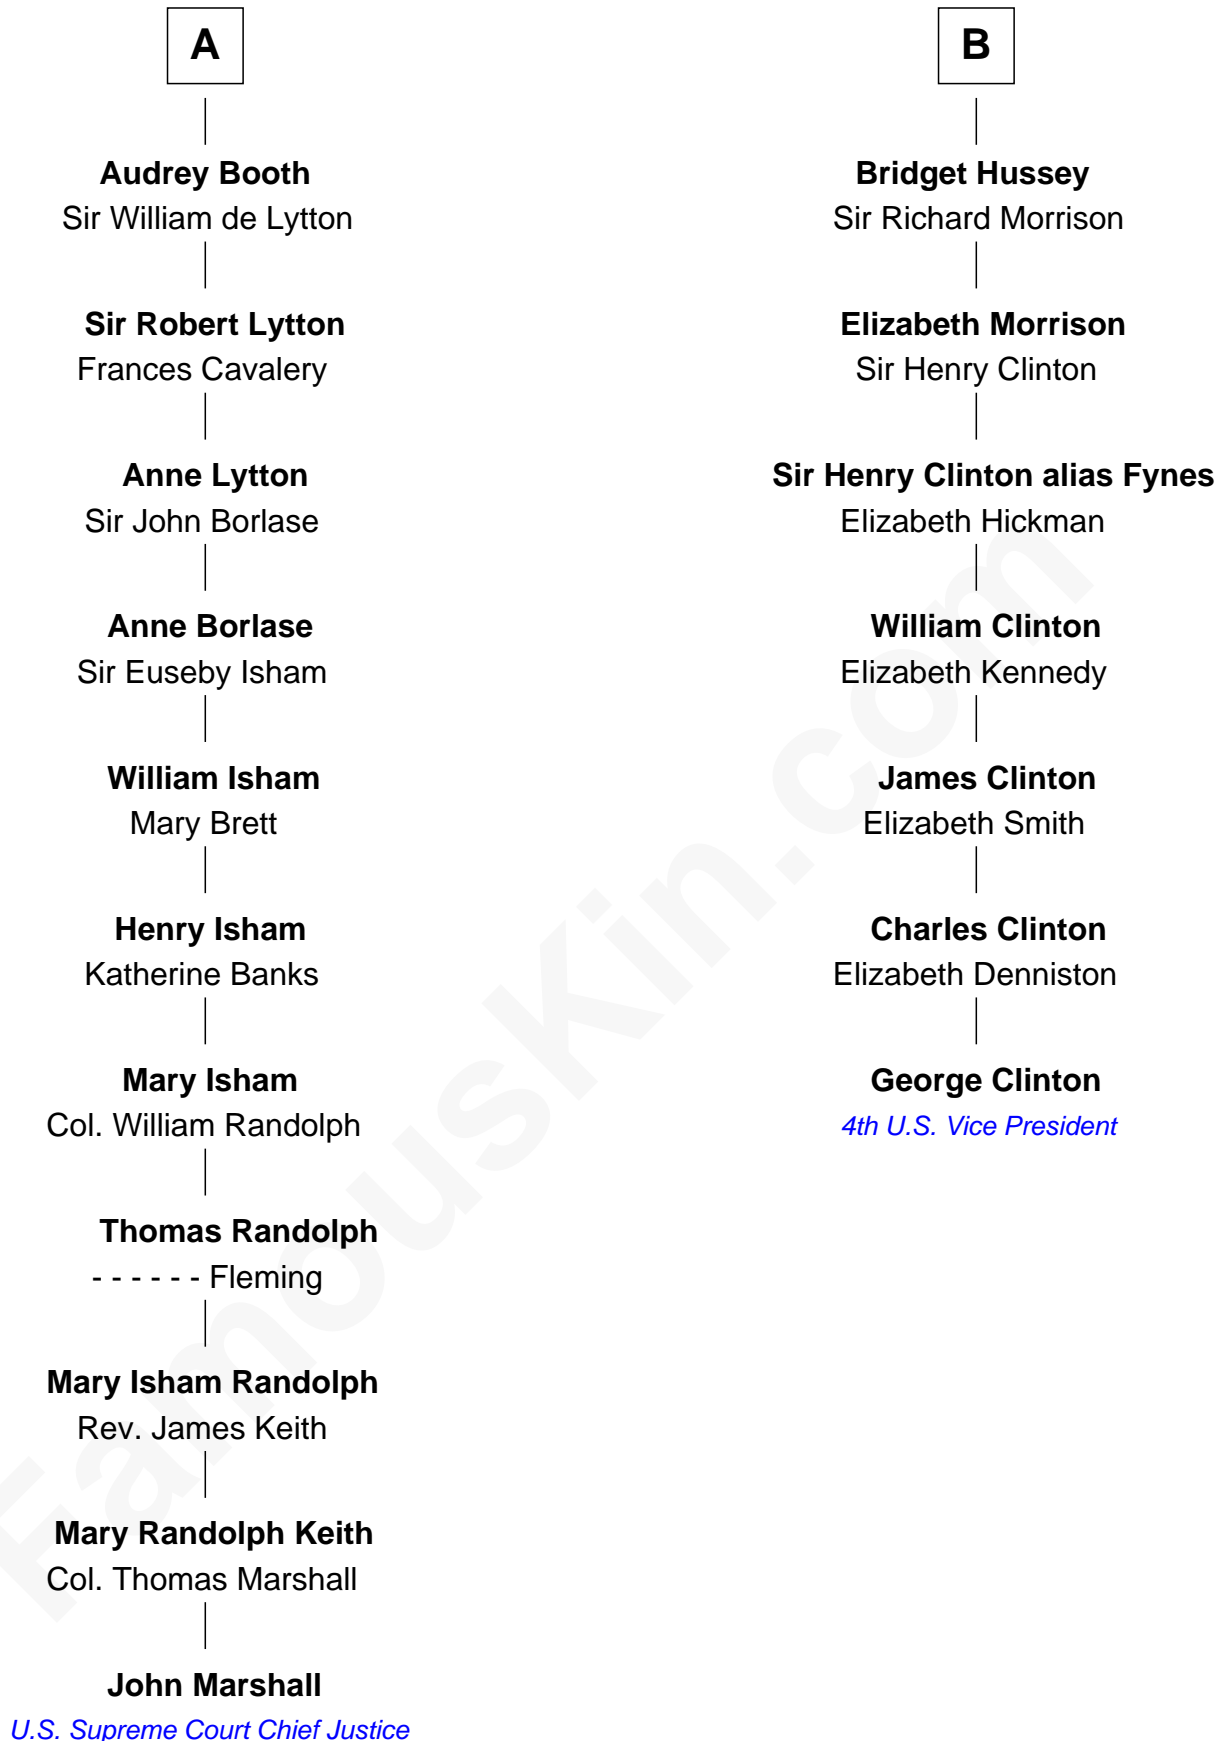 A
Audrey Booth
Sir William de Lytton
Sir Robert Lytton
Frances Cavalery
Anne Lytton
Sir John Borlase
Anne Borlase
Sir Euseby Isham
William Isham
Mary Brett
Henry Isham
Katherine Banks
Mary Isham
Col. William Randolph
Thomas Randolph
- - - - - - Fleming
Mary Isham Randolph
Rev. James Keith
Mary Randolph Keith
Col. Thomas Marshall
John Marshall
U.S. Supreme Court Chief Justice
B
Bridget Hussey
Sir Richard Morrison
Elizabeth Morrison
Sir Henry Clinton
Sir Henry Clinton alias Fynes
Elizabeth Hickman
William Clinton
Elizabeth Kennedy
James Clinton
Elizabeth Smith
Charles Clinton
Elizabeth Denniston
George Clinton
4th U.S. Vice President
FamousKin.com